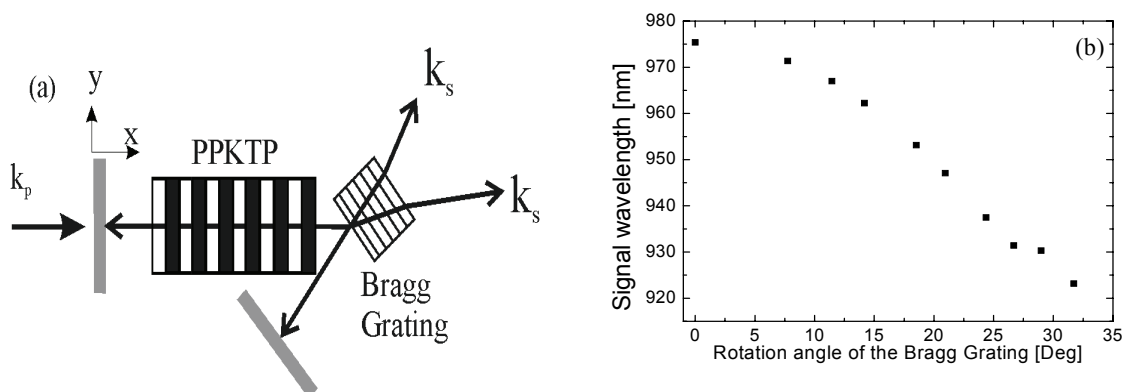 (a)
y
x
k_p
PPKTP
k_s
k_s
Bragg
Grating
(b)
Signal wavelength [nm]
980
970
960
950
940
930
920
0 5 10 15 20 25 30 35
Rotation angle of the Bragg Grating [Deg]